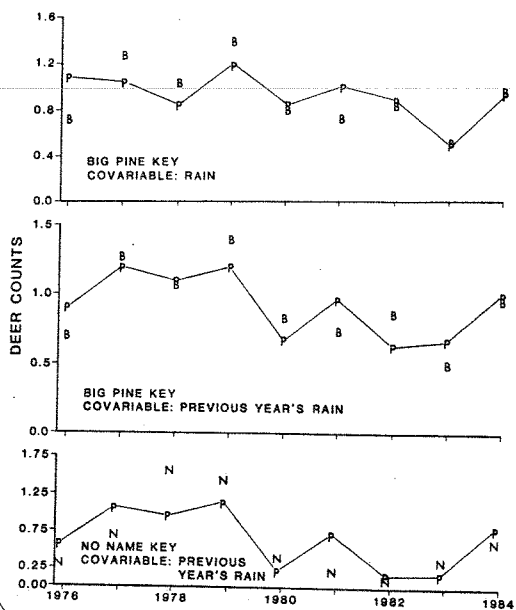 1.6
B
B
1.2
P
P
B
P
P
B
0.8
B
P
P
B
B
P
B
P
B
0.4
B
P
BIG PINE KEY
COVARIABLE: RAIN
0.0
1.5
B
B
P
P
P
B
1.0
P
P
P
B
B
B
B
B
P
P
P
0.5
B
BIG PINE KEY
COVARIABLE: PREVIOUS YEAR'S RAIN
0.0
DEER COUNTS
1.75
N
N
1.25
P
P
P
0.75
N
P
P
P
N
NO NAME KEY
N
N
0.25
N
COVARIABLE: PREVIOUS
P
N
P
N
P
YEAR'S RAIN
0.00
1976
1978
1980
1982
1984